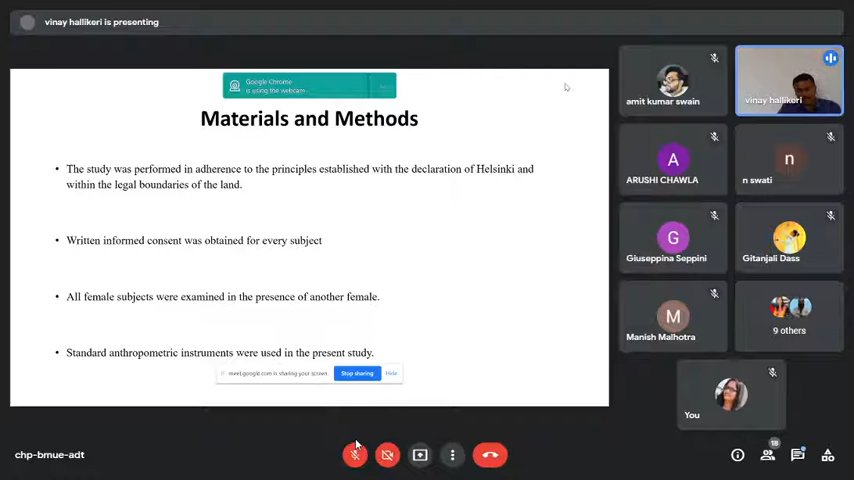 vinay hallikeri is presenting
Google Chrome
is using the webcam
Materials and Methods
• The study was performed in adherence to the principles established with the declaration of Helsinki and
within the legal boundaries of the land.
• Written informed consent was obtained for every subject
• All female subjects were examined in the presence of another female.
• Standard anthropometric instruments were used in the present study.
meet.google.com is sharing your screen.
Stop sharing
Hide
amit kumar swain
vinay hallikeri
A
ARUSHI CHAWLA
n
n swati
G
Giuseppina Seppini
Gitanjali Dass
M
Manish Malhotra
9 others
You
chp-bmue-adt
18